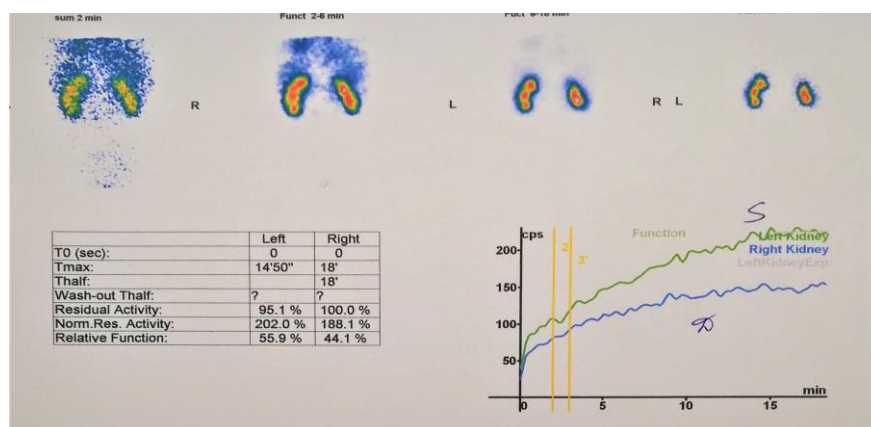 sum 2 min
Funct 2-6 min
R
L
R L
Left Right
T0 (sec): 0 0
Tmax: 14'50" 18'
Thalf: 18'
Wash-out Thalf: ? ?
Residual Activity: 95.1 % 100.0 %
Norm.Res. Activity: 202.0 % 188.1 %
Relative Function: 55.9 % 44.1 %
cps
Function
S
Left Kidney
Right Kidney
LeftKidneyExp
2'
3'
200
150
100
50
D
min
0 5 10 15